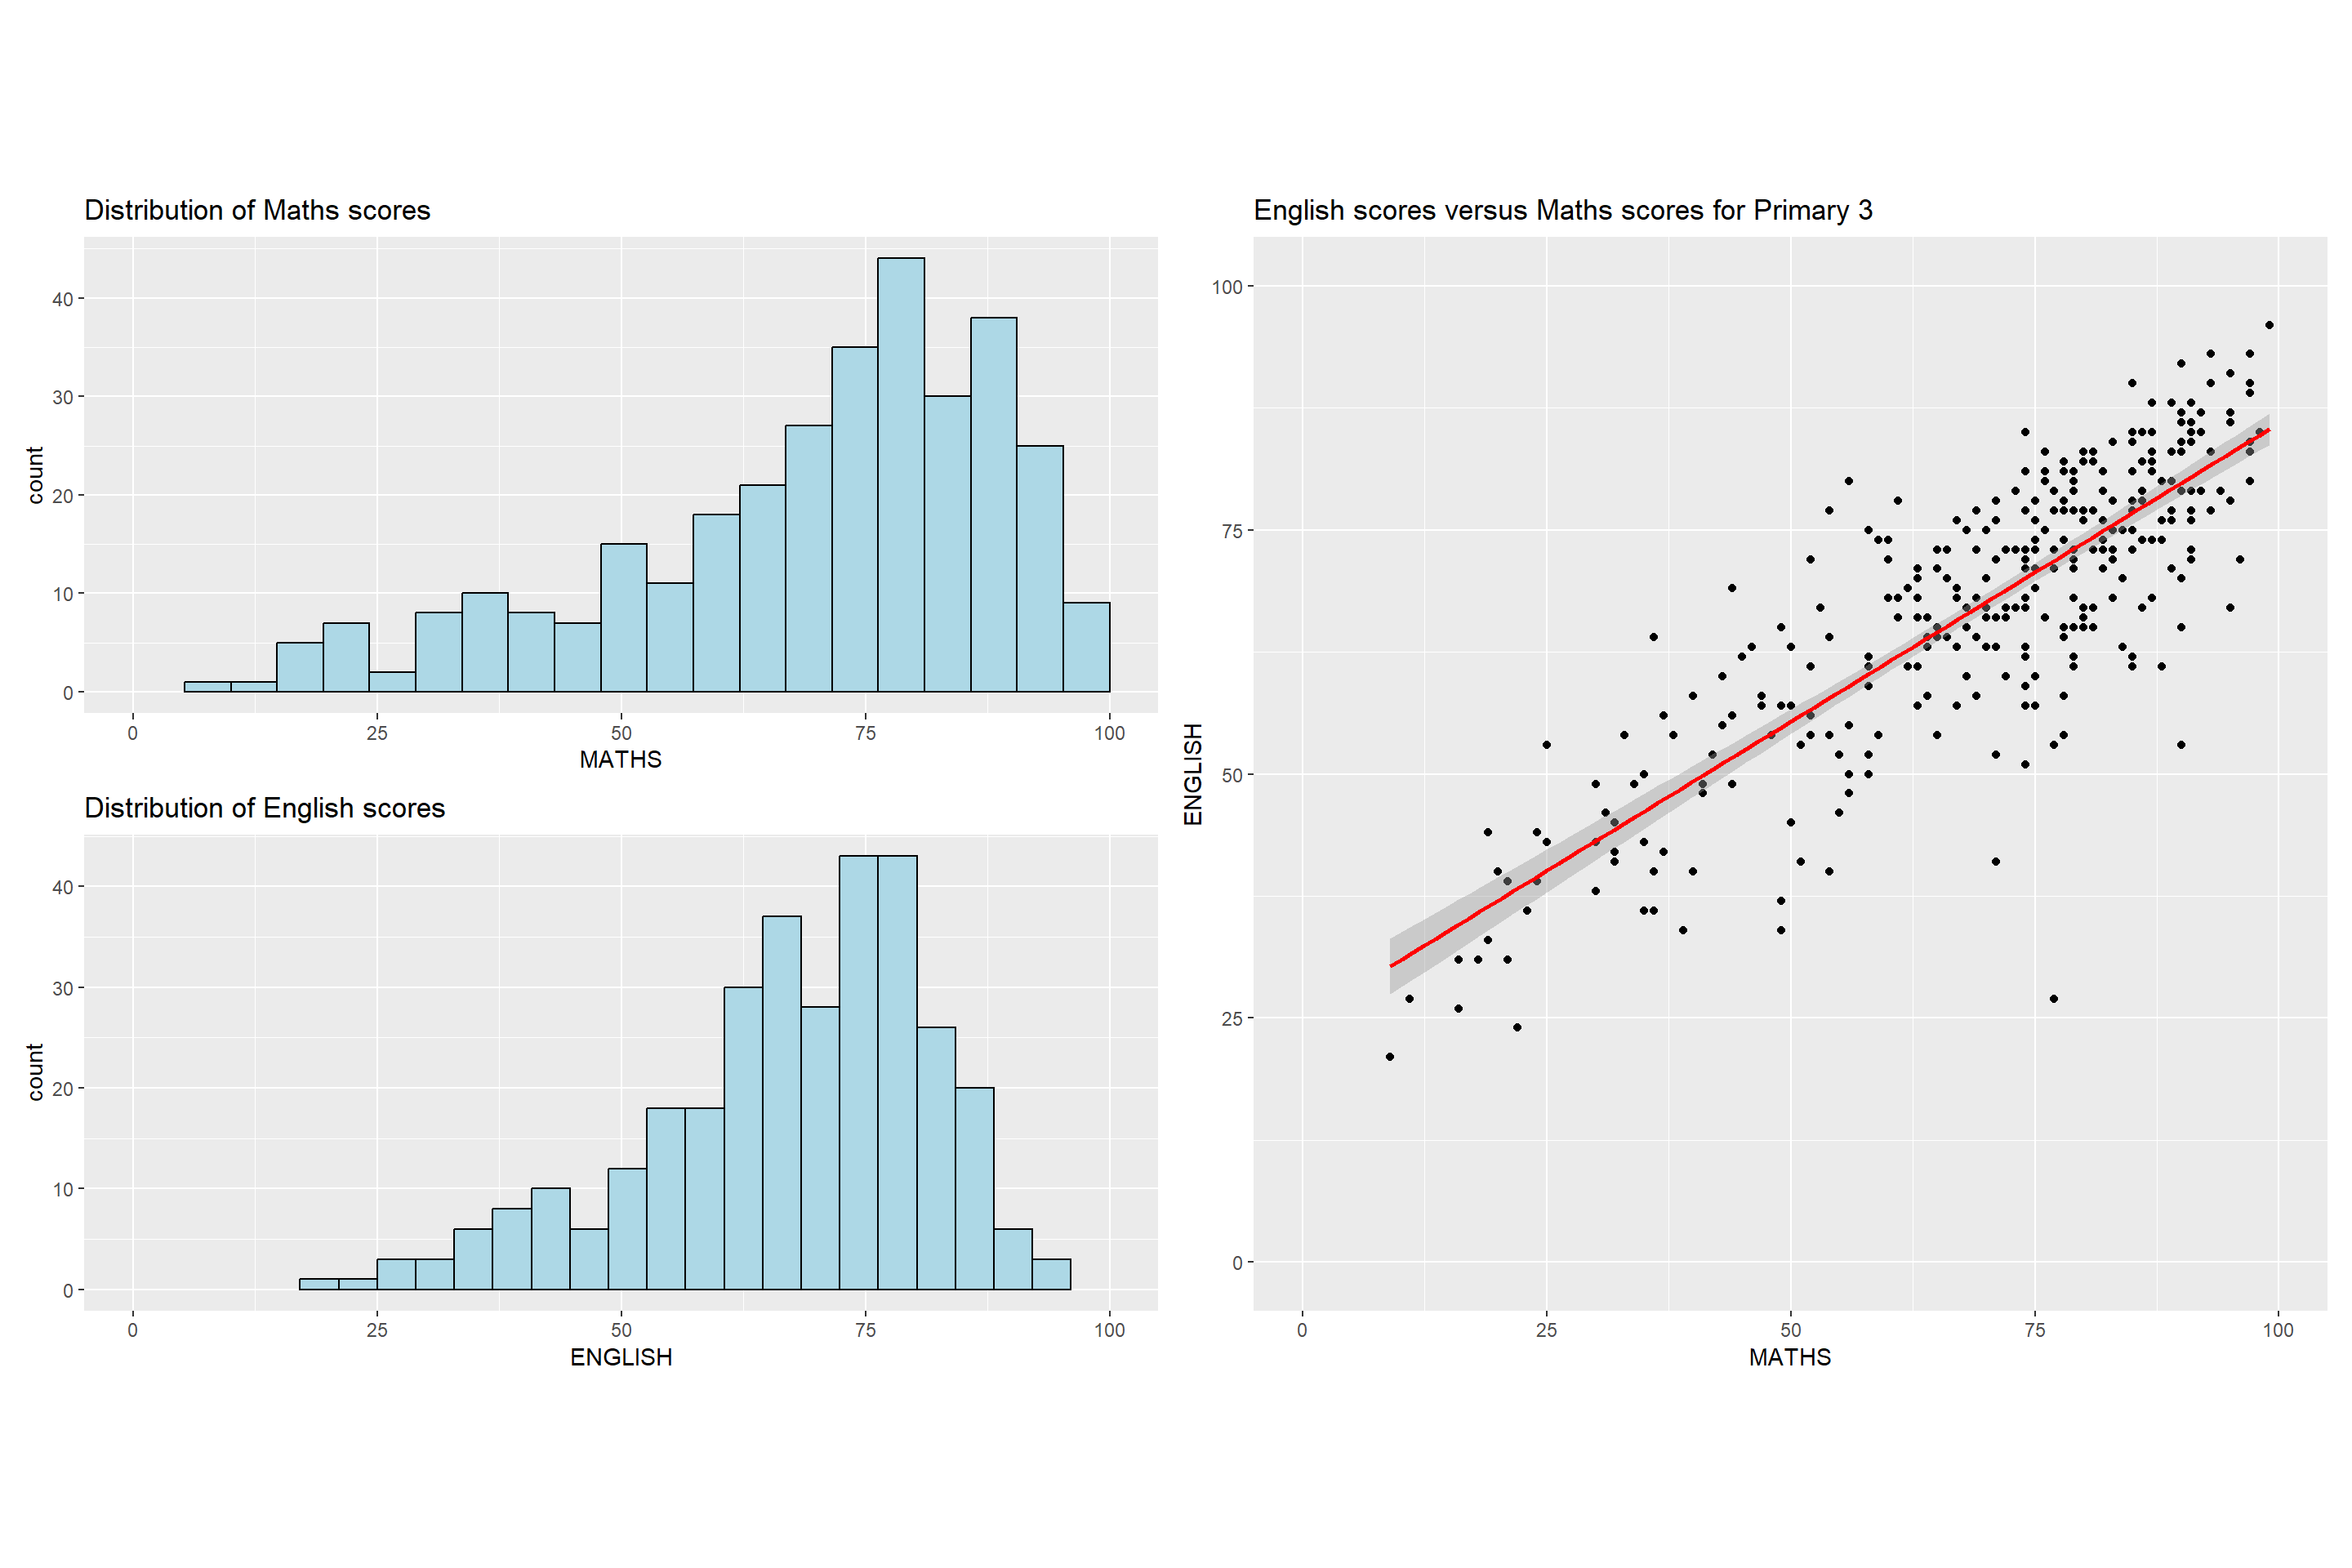 Distribution of Maths scores
40
30
20
10
0
count
0 25 50 75 100
MATHS
Distribution of English scores
40
30
20
10
0
count
0 25 50 75 100
ENGLISH
English scores versus Maths scores for Primary 3
100
75
50
25
0
ENGLISH
0 25 50 75 100
MATHS